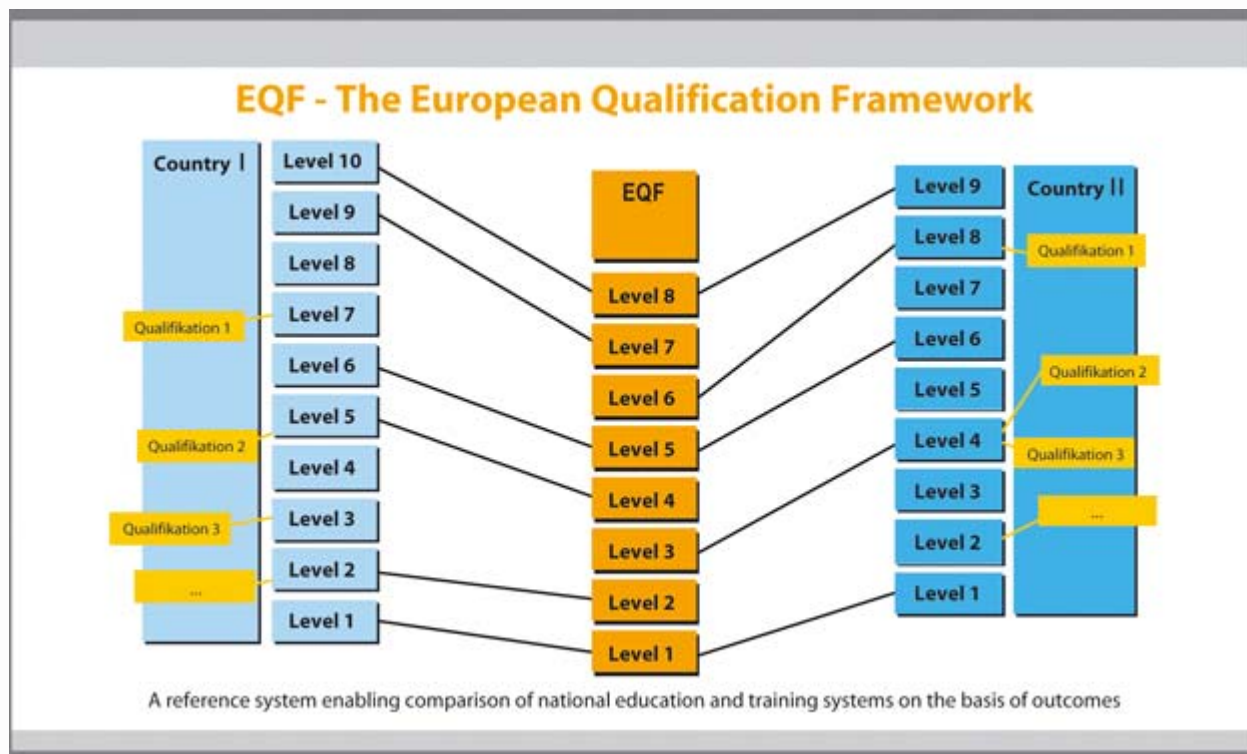 EQF - The European Qualification Framework
Country I
Level 10
Level 9
Level 8
Level 7
Level 6
Level 5
Level 4
Level 3
Level 2
Level 1
Qualifikation 1
Qualifikation 2
Qualifikation 3
...
EQF
Level 8
Level 7
Level 6
Level 5
Level 4
Level 3
Level 2
Level 1
Level 9
Level 8
Level 7
Level 6
Level 5
Level 4
Level 3
Level 2
Level 1
Country II
Qualifikation 1
Qualifikation 2
Qualifikation 3
...
A reference system enabling comparison of national education and training systems on the basis of outcomes